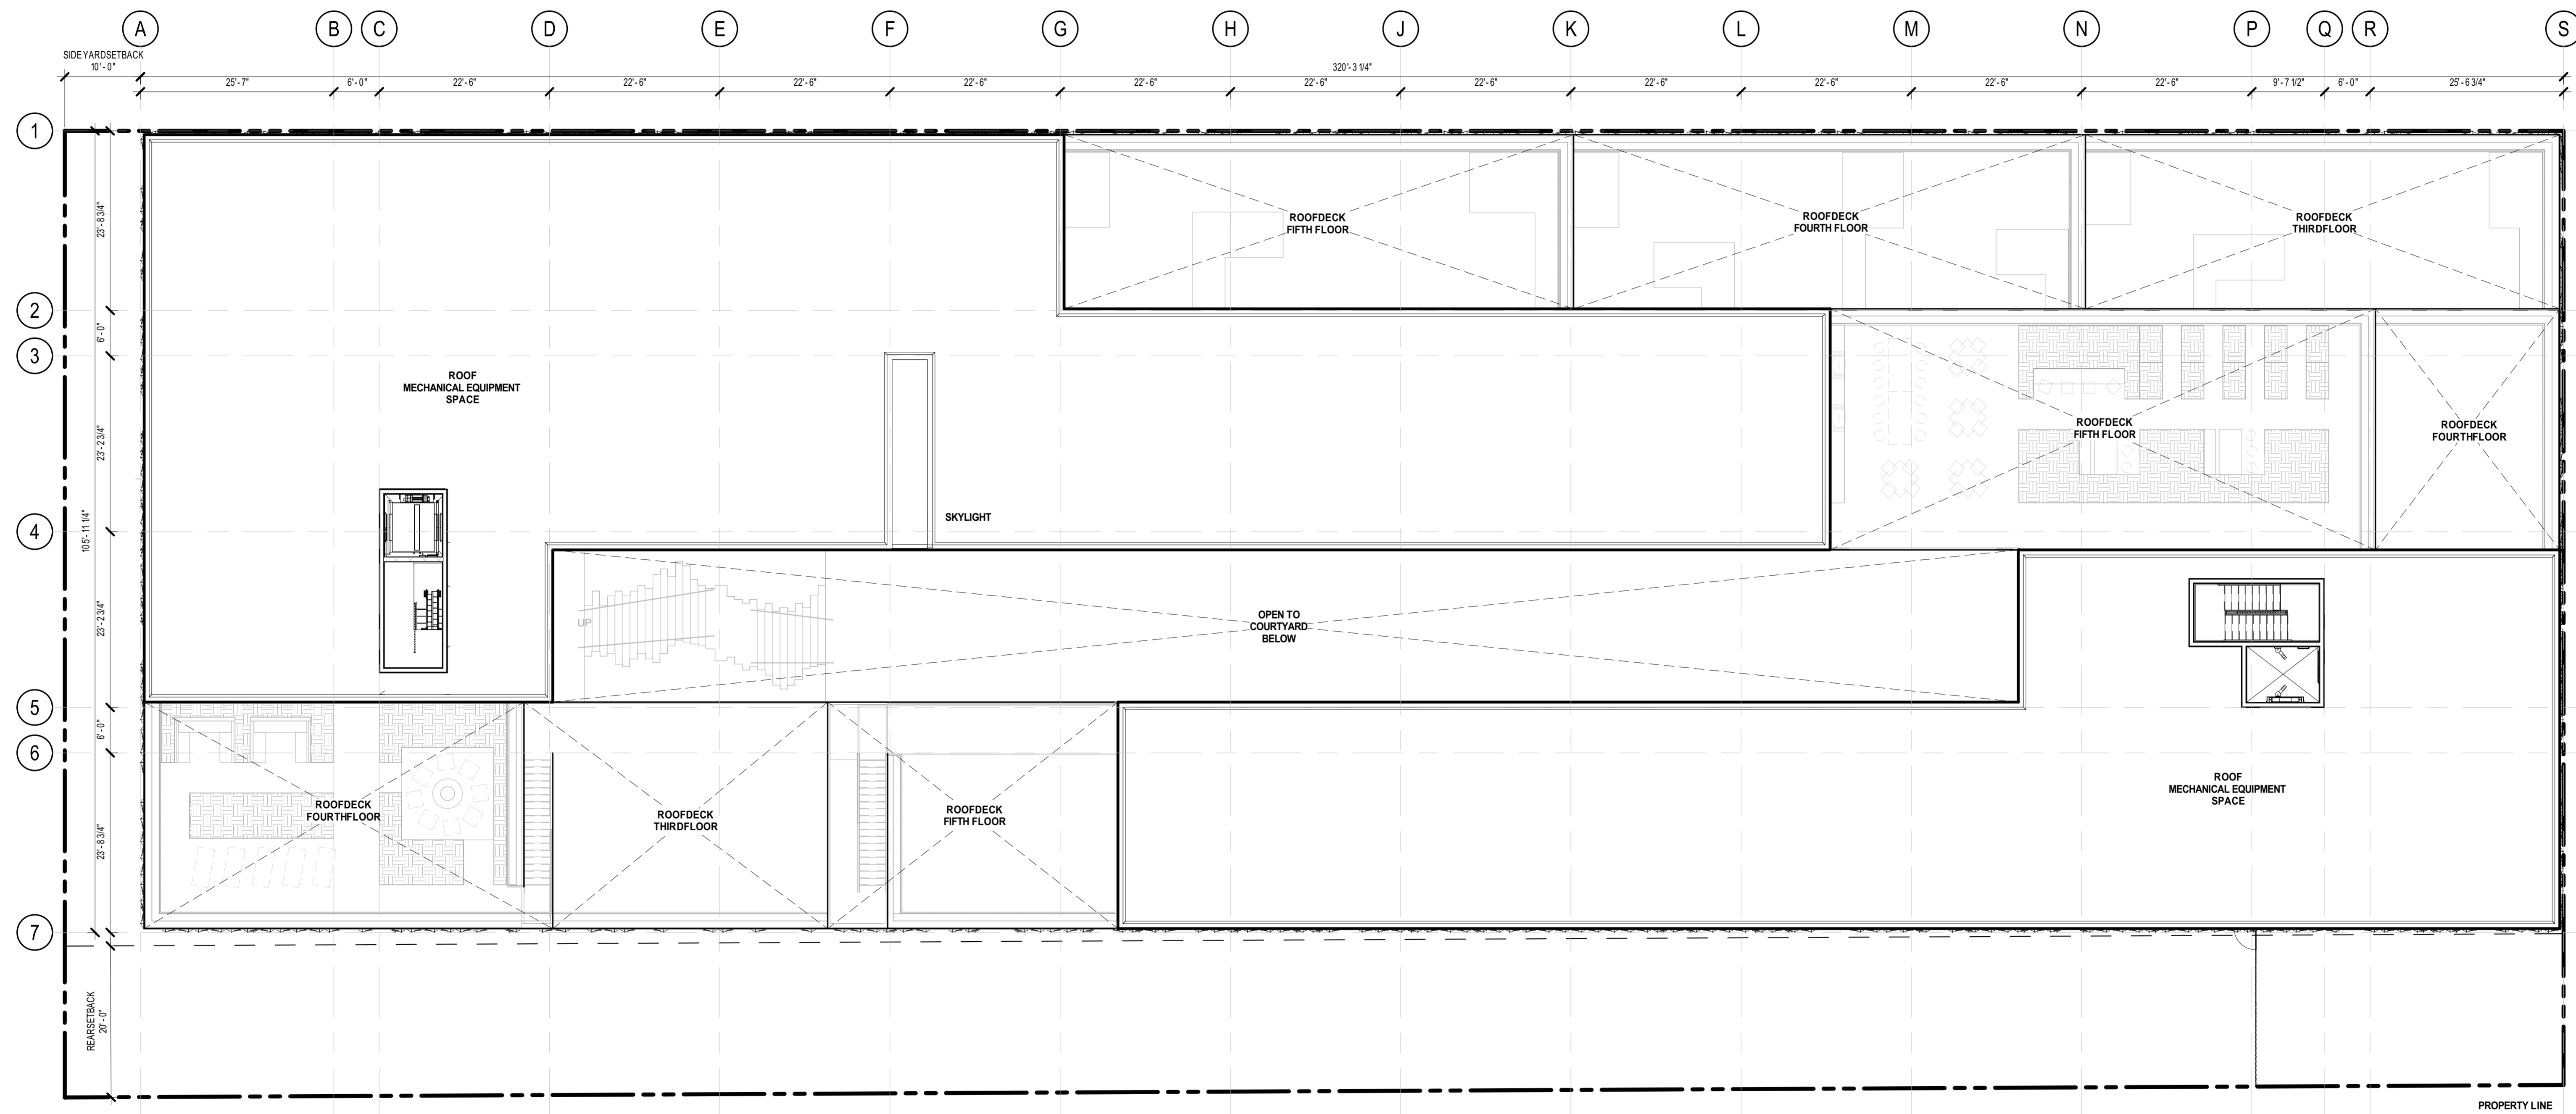 A B C D E F G H J K L M N P Q R S
SIDEYARDSETBACK
10'-0"
320'-3 1/4"
25'-7" 6'-0" 22'-6" 22'-6" 22'-6" 22'-6" 22'-6" 22'-6" 22'-6" 22'-6" 22'-6" 22'-6" 22'-6" 9'-7 1/2" 6'-0" 25'-6 3/4"
1
23'-8 3/4"
ROOFDECK
FIFTH FLOOR
ROOFDECK
FOURTH FLOOR
ROOFDECK
THIRDFLOOR
2
6'-0"
3
ROOF
MECHANICAL EQUIPMENT
SPACE
23'-2 3/4"
ROOFDECK
FIFTH FLOOR
ROOFDECK
FOURTHFLOOR
SKYLIGHT
4
105'-11 1/4"
23'-2 3/4"
UP
OPEN TO
COURTYARD
BELOW
5
6'-0"
6
ROOF
MECHANICAL EQUIPMENT
SPACE
23'-8 3/4"
ROOFDECK
FOURTHFLOOR
ROOFDECK
THIRDFLOOR
ROOFDECK
FIFTH FLOOR
7
REARSETBACK
20'-0"
PROPERTY LINE